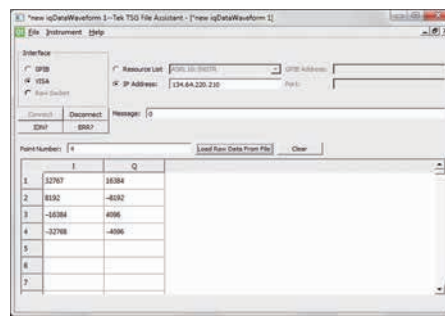 *new iqDataWaveform 1--Tek TSG File Assistant - [*new iqDataWaveform 1]
File Instrument Help
Interface
GPIB
VISA
Raw Socket
Resource List
ASRL10::INSTR
GPIB Address:
IP Address:
134.64.220.210
Port:
Connect Disconnect Message: 0
IDN? ERR?
Point Number: 4 Load Raw Data From File Clear
I Q
1 32767 16384
2 8192 -8192
3 -16384 4096
4 -32768 -4096
5
6
7